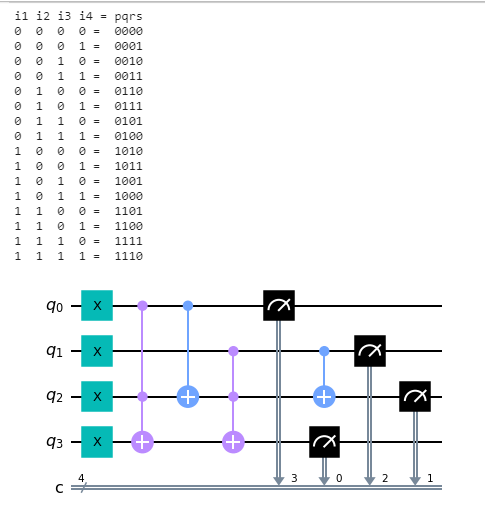 i1 i2 i3 i4 = pqrs
0 0 0 0 = 0000
0 0 0 1 = 0001
0 0 1 0 = 0010
0 0 1 1 = 0011
0 1 0 0 = 0110
0 1 0 1 = 0111
0 1 1 0 = 0101
0 1 1 1 = 0100
1 0 0 0 = 1010
1 0 0 1 = 1011
1 0 1 0 = 1001
1 0 1 1 = 1000
1 1 0 0 = 1101
1 1 0 1 = 1100
1 1 1 0 = 1111
1 1 1 1 = 1110
q0 X
q1 X
q2 X
q3 X
c 4 3 0 2 1